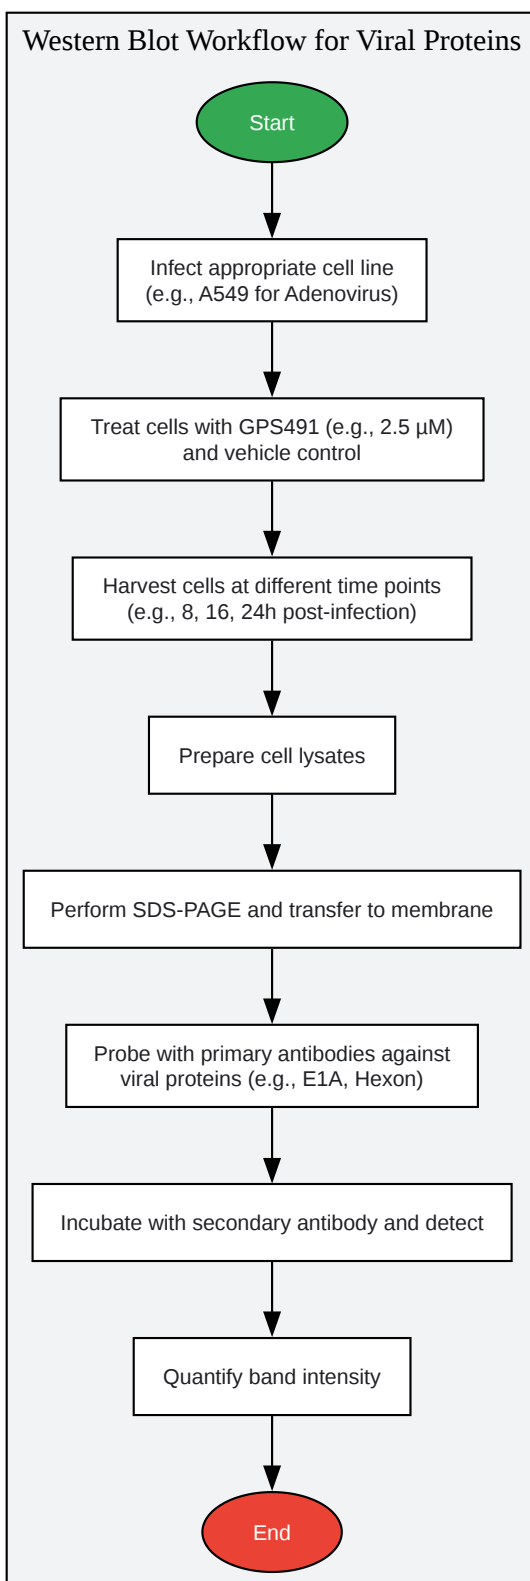 Western Blot Workflow for Viral Proteins
Start
Infect appropriate cell line
(e.g., A549 for Adenovirus)
Treat cells with GPS491 (e.g., 2.5 µM)
and vehicle control
Harvest cells at different time points
(e.g., 8, 16, 24h post-infection)
Prepare cell lysates
Perform SDS-PAGE and transfer to membrane
Probe with primary antibodies against
viral proteins (e.g., E1A, Hexon)
Incubate with secondary antibody and detect
Quantify band intensity
End